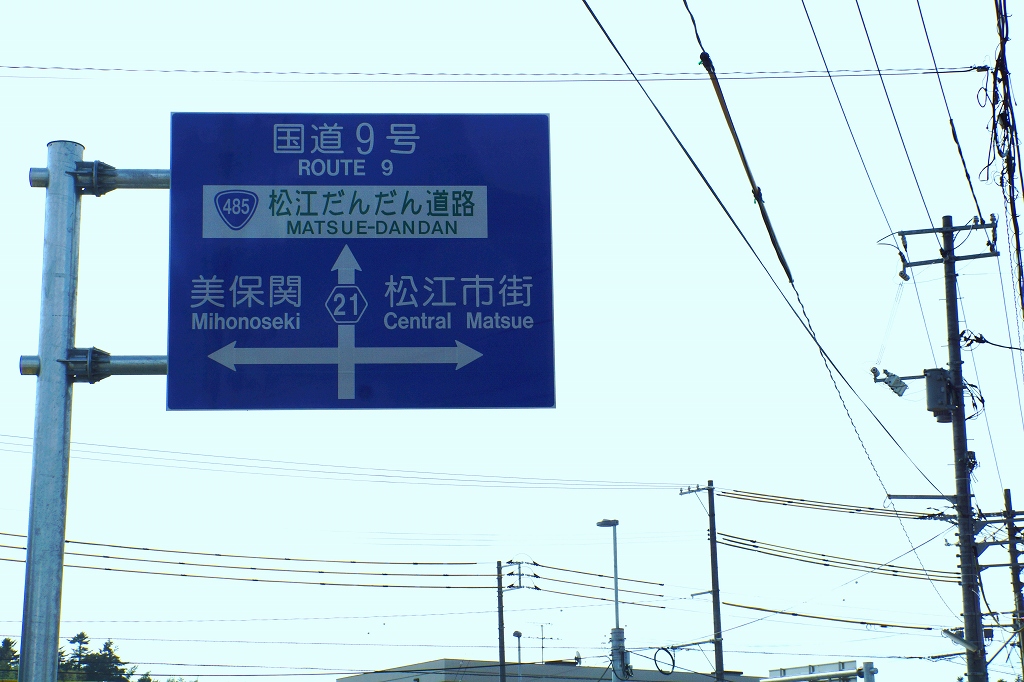 国道9号
ROUTE 9
485 松江だんだん道路
MATSUE-DANDAN
美保関 21 松江市街
Mihonoseki Central Matsue